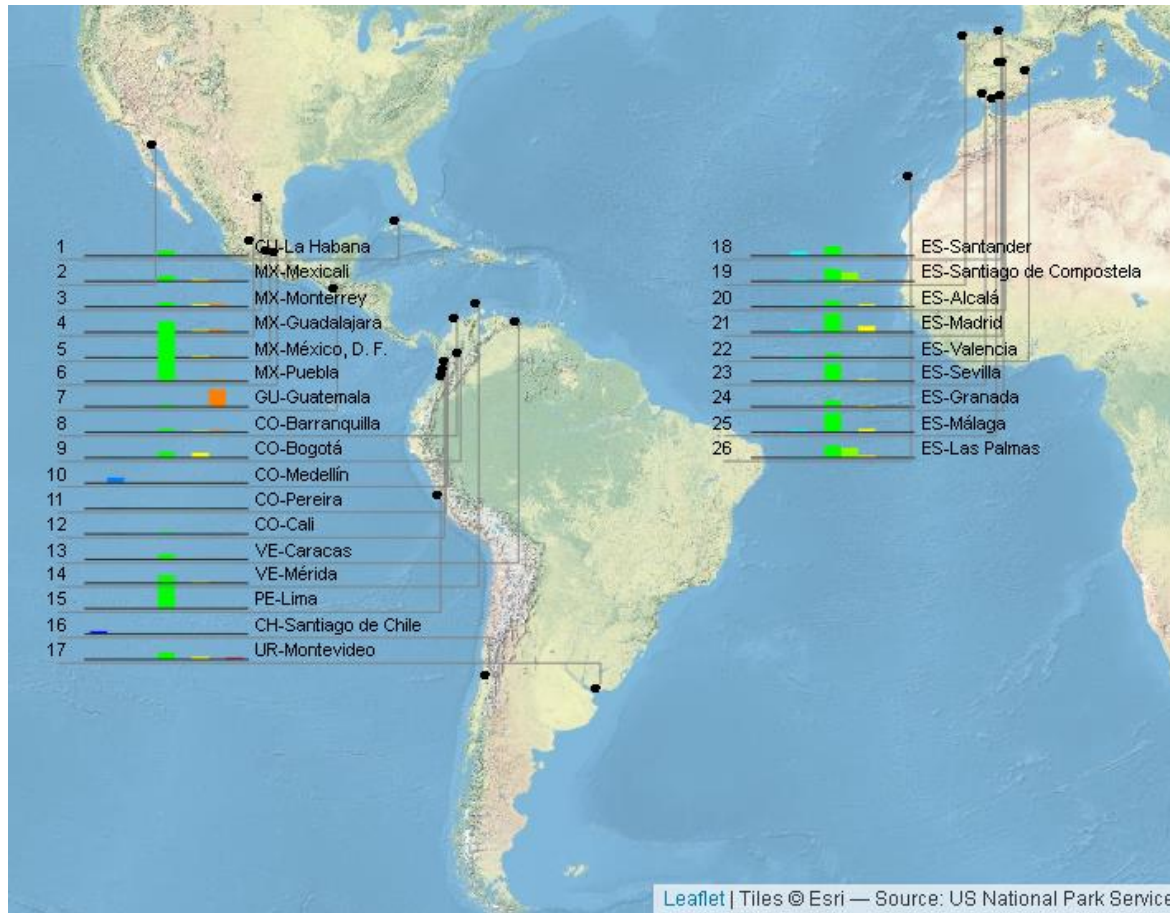 1 CU-La Habana
2 MX-Mexicali
3 MX-Monterrey
4 MX-Guadalajara
5 MX-México, D. F.
6 MX-Puebla
7 GU-Guatemala
8 CO-Barranquilla
9 CO-Bogotá
10 CO-Medellín
11 CO-Pereira
12 CO-Cali
13 VE-Caracas
14 VE-Mérida
15 PE-Lima
16 CH-Santiago de Chile
17 UR-Montevideo
18 ES-Santander
19 ES-Santiago de Compostela
20 ES-Alcalá
21 ES-Madrid
22 ES-Valencia
23 ES-Sevilla
24 ES-Granada
25 ES-Málaga
26 ES-Las Palmas
Leaflet | Tiles © Esri — Source: US National Park Service